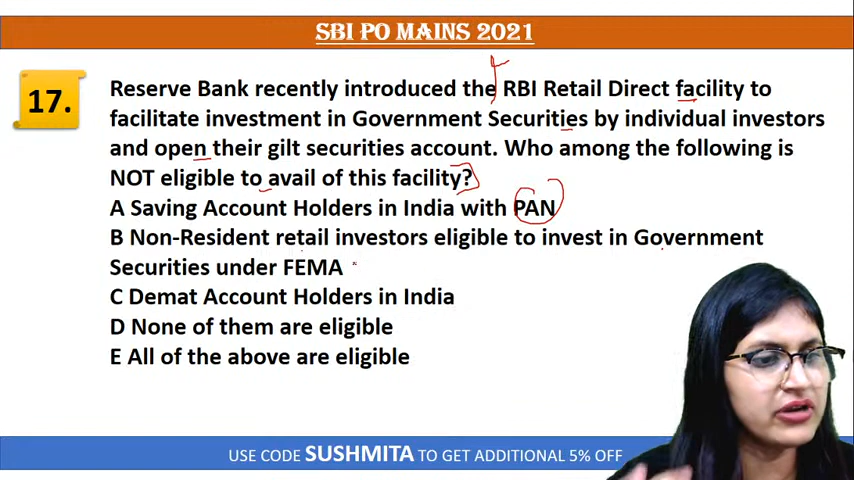 SBI PO MAINS 2021
17.
Reserve Bank recently introduced the RBI Retail Direct facility to
facilitate investment in Government Securities by individual investors
and open their gilt securities account. Who among the following is
NOT eligible to avail of this facility?
A Saving Account Holders in India with PAN
B Non-Resident retail investors eligible to invest in Government
Securities under FEMA
C Demat Account Holders in India
D None of them are eligible
E All of the above are eligible
USE CODE SUSHMITA TO GET ADDITIONAL 5% OFF